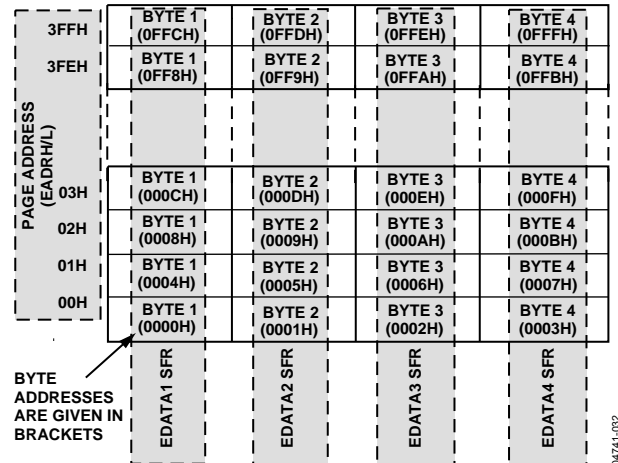 3FFH
BYTE 1 BYTE 2 BYTE 3 BYTE 4
(0FFCH) (0FFDH) (0FFEH) (0FFFH)
3FEH
BYTE 1 BYTE 2 BYTE 3 BYTE 4
(0FF8H) (0FF9H) (0FFAH) (0FFBH)
PAGE ADDRESS
(EADRH/L)
03H
BYTE 1 BYTE 2 BYTE 3 BYTE 4
(000CH) (000DH) (000EH) (000FH)
02H
BYTE 1 BYTE 2 BYTE 3 BYTE 4
(0008H) (0009H) (000AH) (000BH)
01H
BYTE 1 BYTE 2 BYTE 3 BYTE 4
(0004H) (0005H) (0006H) (0007H)
00H
BYTE 1 BYTE 2 BYTE 3 BYTE 4
(0000H) (0001H) (0002H) (0003H)
BYTE
ADDRESSES
ARE GIVEN IN
BRACKETS
EDATA1 SFR
EDATA2 SFR
EDATA3 SFR
EDATA4 SFR
04741-032